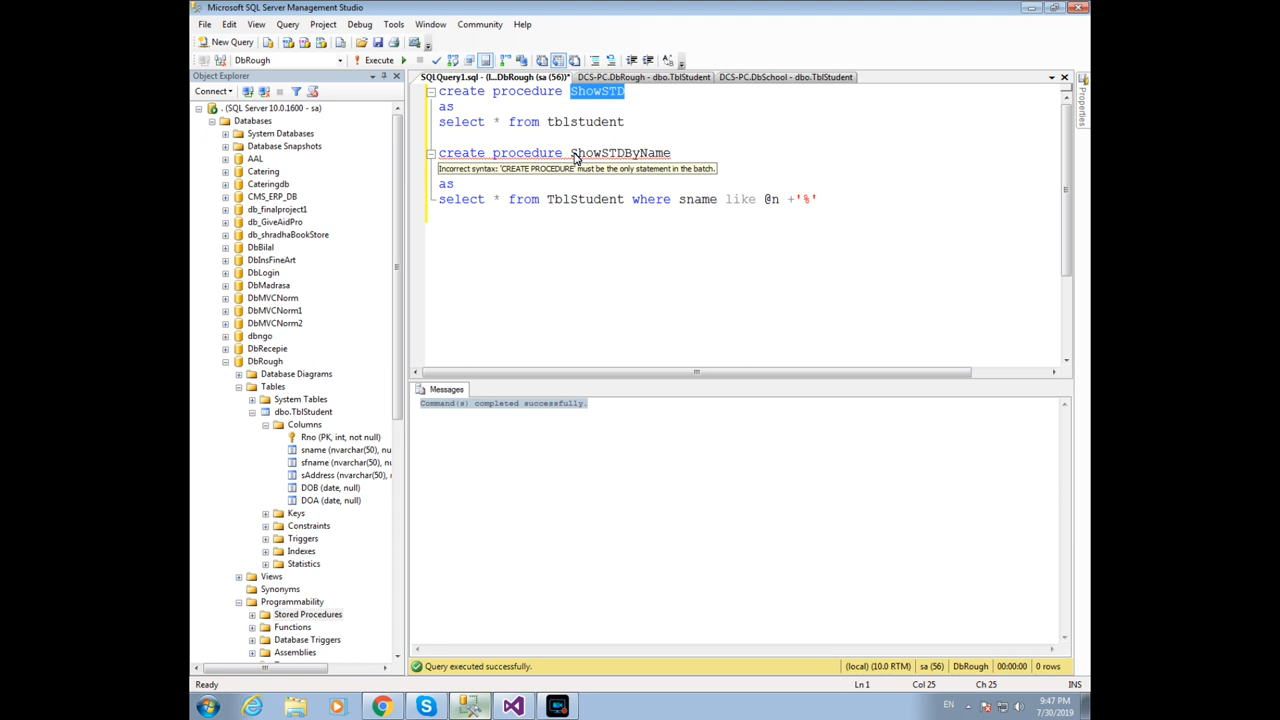 Microsoft SQL Server Management Studio
File Edit View Query Project Debug Tools Window Community Help
New Query
DbRough Execute
Object Explorer
SQLQuery1.sql - (l...DbRough (sa (56))* DCS-PC.DbRough - dbo.TblStudent DCS-PC.DbSchool - dbo.TblStudent
Connect
. (SQL Server 10.0.1600 - sa)
Databases
System Databases
Database Snapshots
AAL
Catering
Cateringdb
CMS_ERP_DB
db_finalproject1
db_GiveAidPro
db_shradhaBookStore
DbBilal
DbInsFineArt
DbLogin
DbMadrasa
DbMVCNorm
DbMVCNorm1
DbMVCNorm2
dbngo
DbRecepie
DbRough
Database Diagrams
Tables
System Tables
dbo.TblStudent
Columns
Rno (PK, int, not null)
sname (nvarchar(50), nu
sfname (nvarchar(50), nu
sAddress (nvarchar(50),
DOB (date, null)
DOA (date, null)
Keys
Constraints
Triggers
Indexes
Statistics
Views
Synonyms
Programmability
Stored Procedures
Functions
Database Triggers
Assemblies
create procedure ShowSTD
as
select * from tblstudent
create procedure ShowSTDByName
Incorrect syntax: 'CREATE PROCEDURE' must be the only statement in the batch.
as
select * from TblStudent where sname like @n +'%'
Properties
Messages
Command(s) completed successfully.
Query executed successfully. (local) (10.0 RTM) sa (56) DbRough 00:00:00 0 rows
Ready Ln 1 Col 25 Ch 25 INS
EN 9:47 PM
7/30/2019